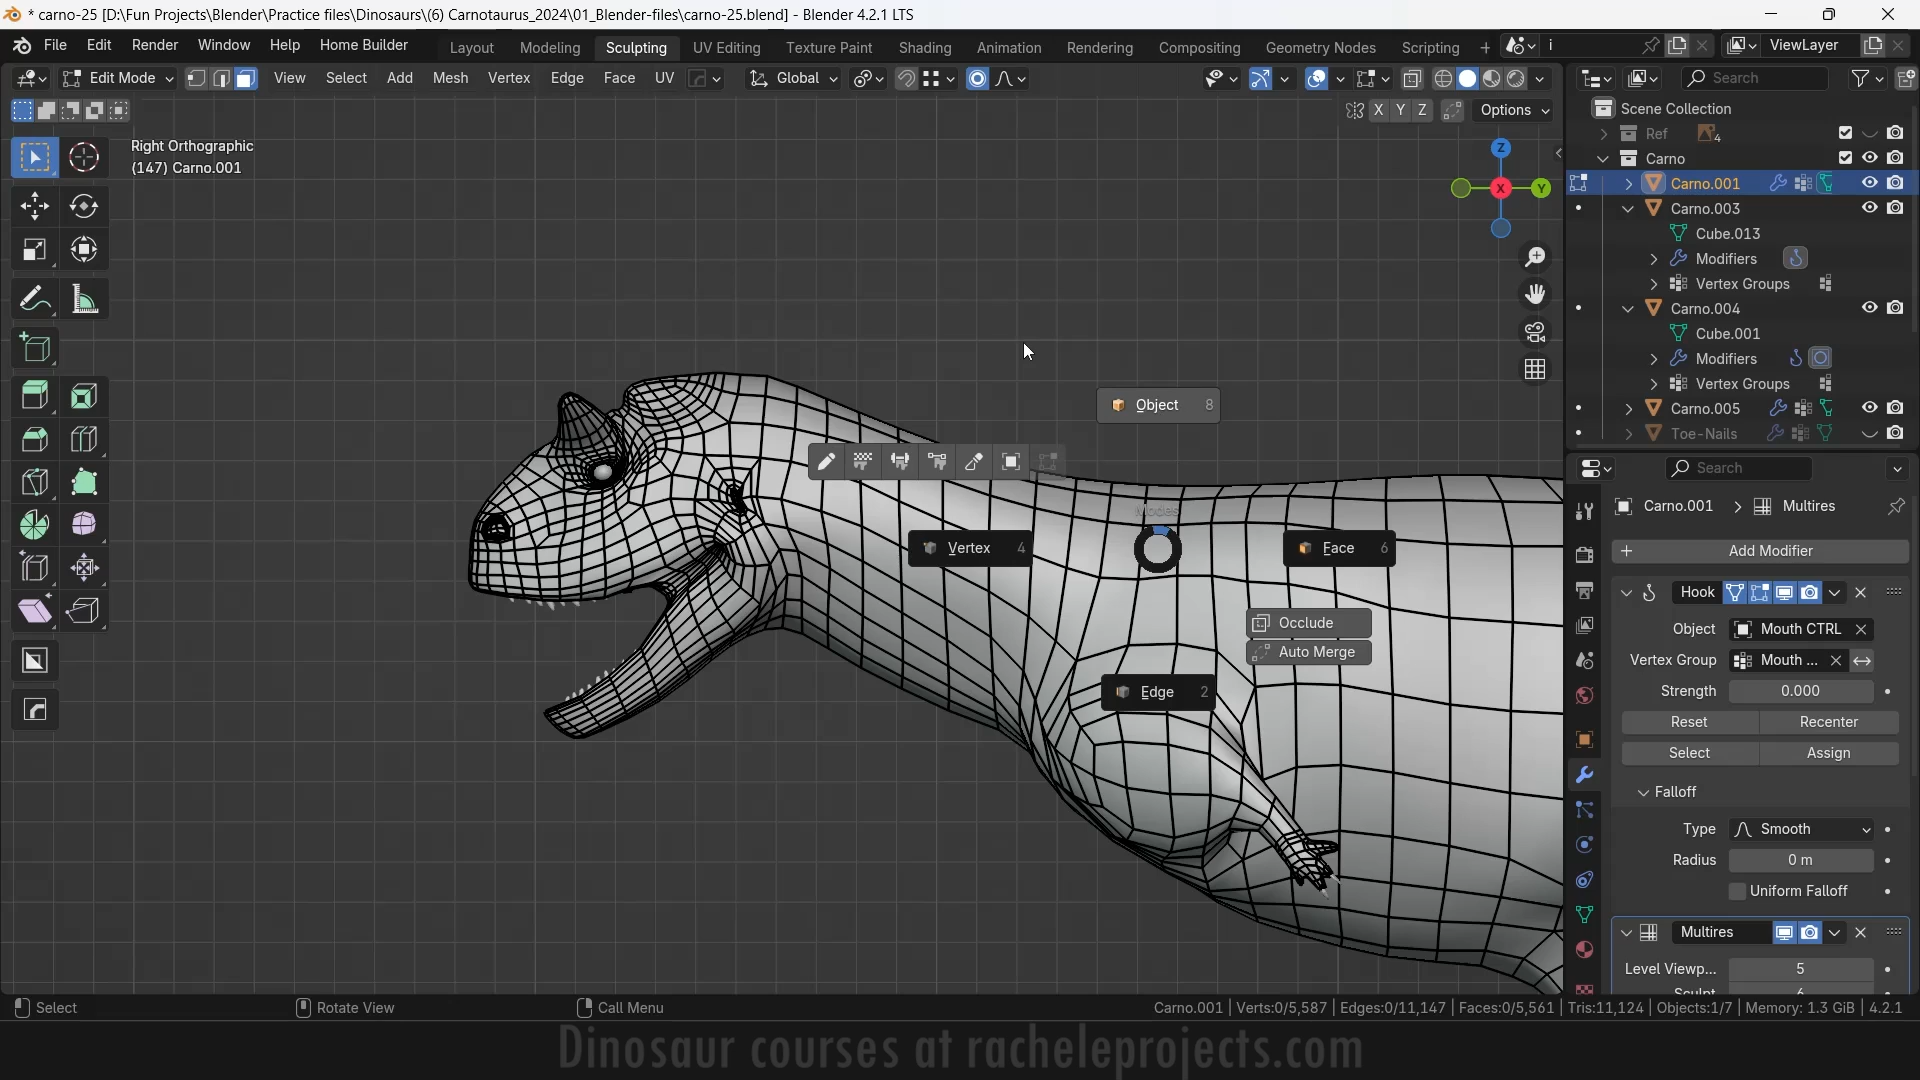 * carno-25 [D:\Fun Projects\Blender\Practice files\Dinosaurs\(6) Carnotaurus_2024\01_Blender-files\carno-25.blend] - Blender 4.2.1 LTS
File Edit Render Window Help Home Builder Layout Modeling Sculpting UV Editing Texture Paint Shading Animation Rendering Compositing Geometry Nodes Scripting + i ViewLayer
Edit Mode View Select Add Mesh Vertex Edge Face UV Global Search
X Y Z Options
Scene Collection
Ref 4
Carno
Carno.001
Carno.003
Cube.013
Modifiers
Vertex Groups
Carno.004
Cube.001
Modifiers
Vertex Groups
Carno.005
Toe-Nails
Right Orthographic
(147) Carno.001
Z
X
Y
Object 8
Modes
Vertex 4
Face 6
Occlude
Auto Merge
Edge 2
Search
Carno.001 > Multires
+ Add Modifier
Hook
Object Mouth CTRL
Vertex Group Mouth ...
Strength 0.000
Reset Recenter
Select Assign
Falloff
Type Smooth
Radius 0 m
Uniform Falloff
Multires
Level Viewp... 5
Sculpt 6
Select Rotate View Call Menu Carno.001 | Verts:0/5,587 | Edges:0/11,147 | Faces:0/5,561 | Tris:11,124 | Objects:1/7 | Memory: 1.3 GiB | 4.2.1
Dinosaur courses at racheleprojects.com